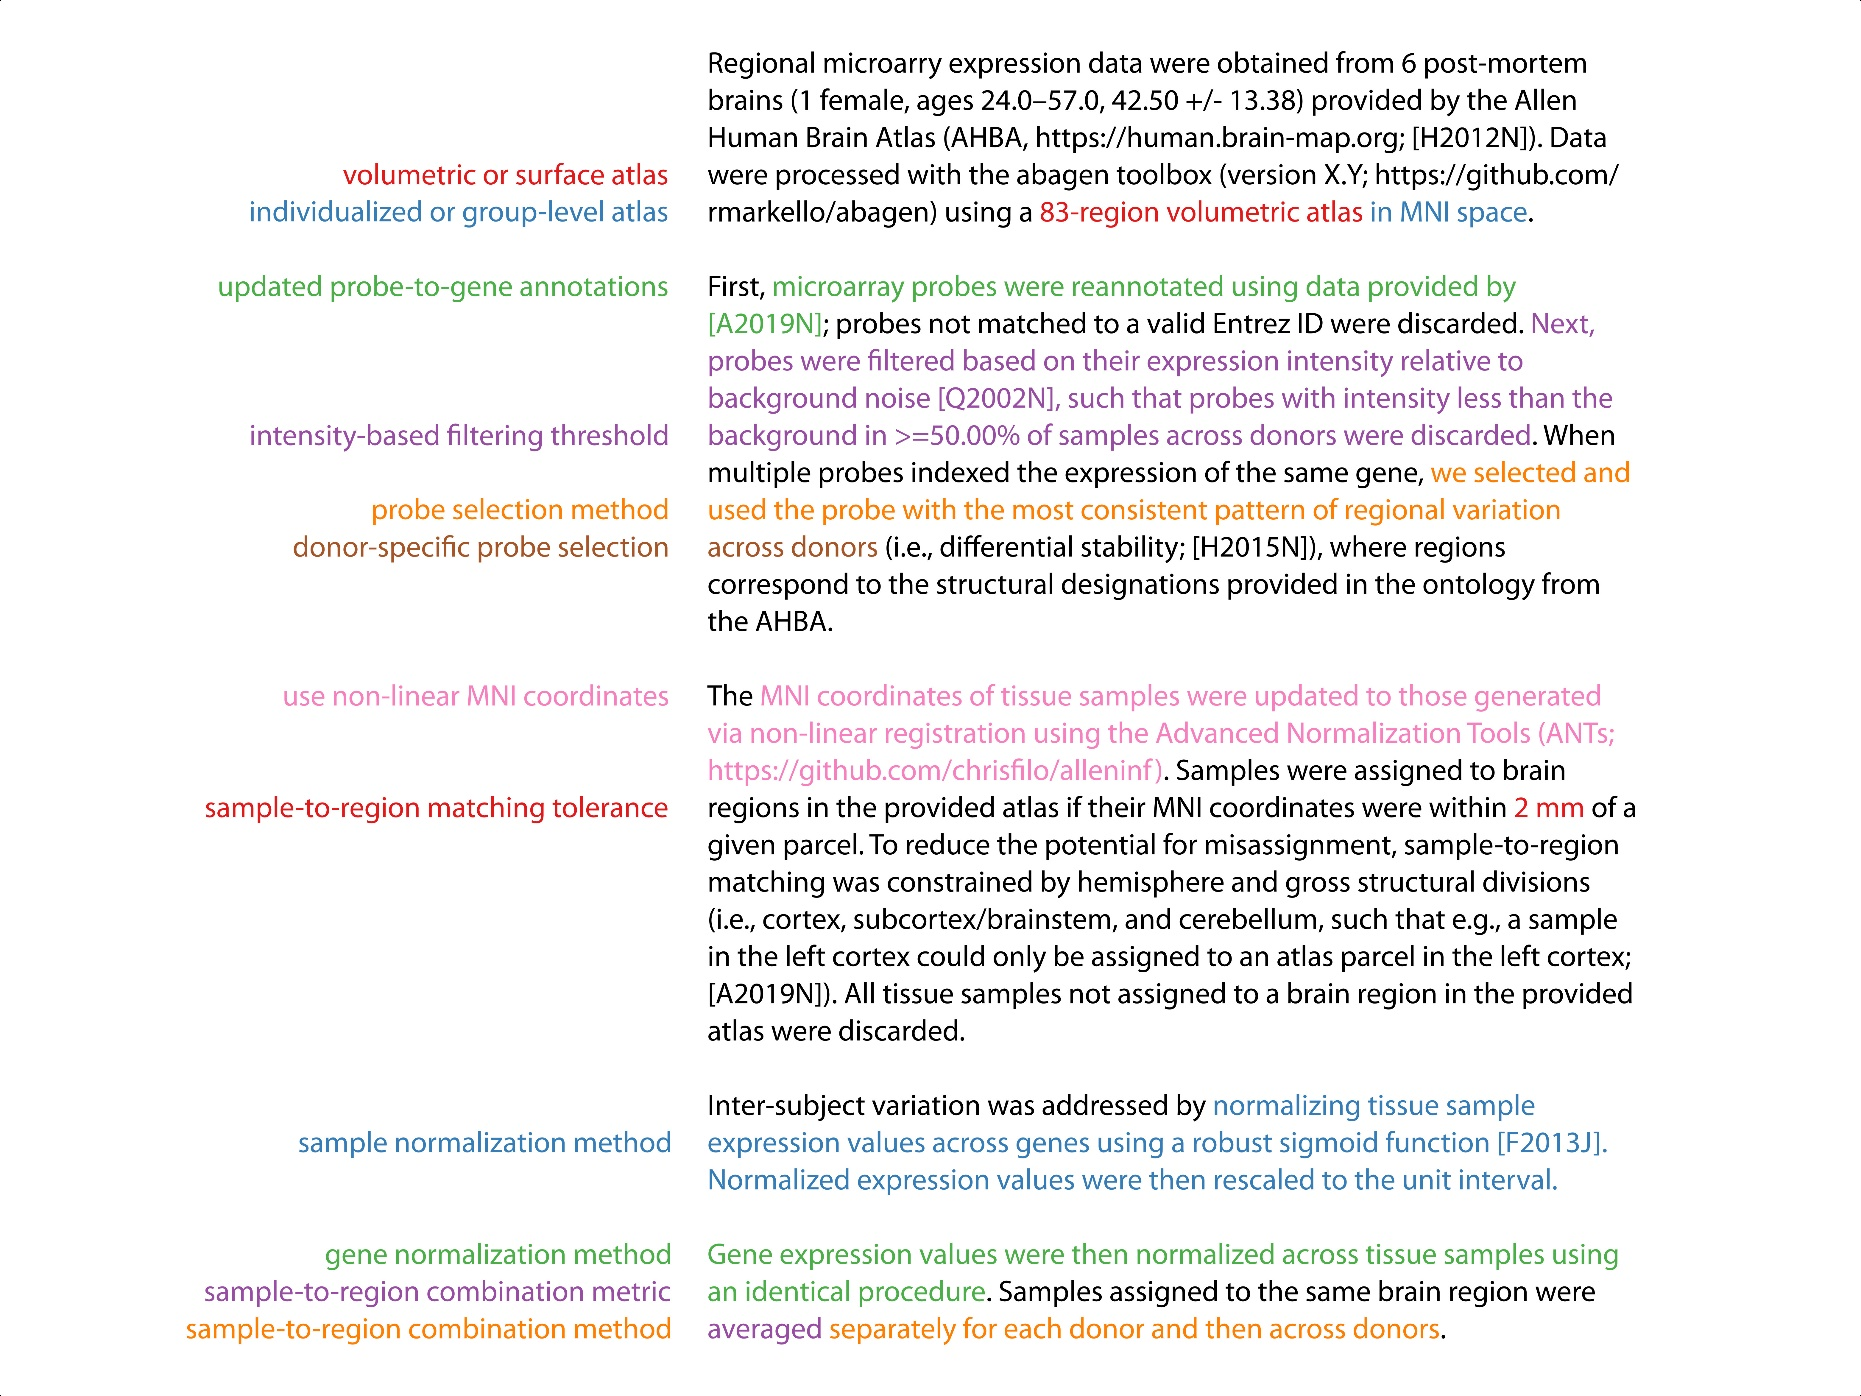 Regional microarry expression data were obtained from 6 post-mortem
brains (1 female, ages 24.0–57.0, 42.50 +/- 13.38) provided by the Allen
Human Brain Atlas (AHBA, https://human.brain-map.org; [H2012N]). Data
volumetric or surface atlas were processed with the abagen toolbox (version X.Y; https://github.com/
individualized or group-level atlas rmarkello/abagen) using a 83-region volumetric atlas in MNI space.
updated probe-to-gene annotations First, microarray probes were reannotated using data provided by
[A2019N]; probes not matched to a valid Entrez ID were discarded. Next,
probes were filtered based on their expression intensity relative to
background noise [Q2002N], such that probes with intensity less than the
intensity-based filtering threshold background in >=50.00% of samples across donors were discarded. When
multiple probes indexed the expression of the same gene, we selected and
probe selection method used the probe with the most consistent pattern of regional variation
donor-specific probe selection across donors (i.e., differential stability; [H2015N]), where regions
correspond to the structural designations provided in the ontology from
the AHBA.
use non-linear MNI coordinates The MNI coordinates of tissue samples were updated to those generated
via non-linear registration using the Advanced Normalization Tools (ANTs;
https://github.com/chrisfilo/alleninf). Samples were assigned to brain
sample-to-region matching tolerance regions in the provided atlas if their MNI coordinates were within 2 mm of a
given parcel. To reduce the potential for misassignment, sample-to-region
matching was constrained by hemisphere and gross structural divisions
(i.e., cortex, subcortex/brainstem, and cerebellum, such that e.g., a sample
in the left cortex could only be assigned to an atlas parcel in the left cortex;
[A2019N]). All tissue samples not assigned to a brain region in the provided
atlas were discarded.
Inter-subject variation was addressed by normalizing tissue sample
sample normalization method expression values across genes using a robust sigmoid function [F2013J].
Normalized expression values were then rescaled to the unit interval.
gene normalization method Gene expression values were then normalized across tissue samples using
sample-to-region combination metric an identical procedure. Samples assigned to the same brain region were
sample-to-region combination method averaged separately for each donor and then across donors.